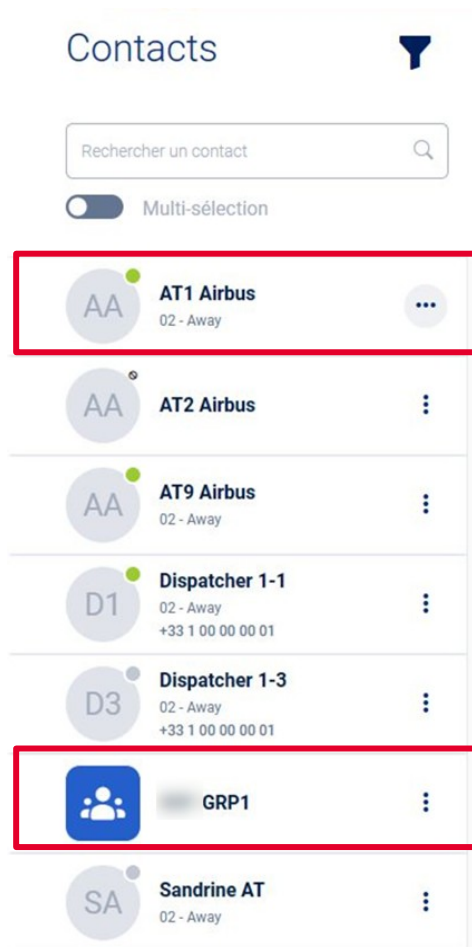 Contacts
Rechercher un contact
Multi-sélection
AA
AT1 Airbus
02 - Away
AA
AT2 Airbus
AA
AT9 Airbus
02 - Away
D1
Dispatcher 1-1
02 - Away
+33 1 00 00 00 01
D3
Dispatcher 1-3
02 - Away
+33 1 00 00 00 01
GRP1
SA
Sandrine AT
02 - Away